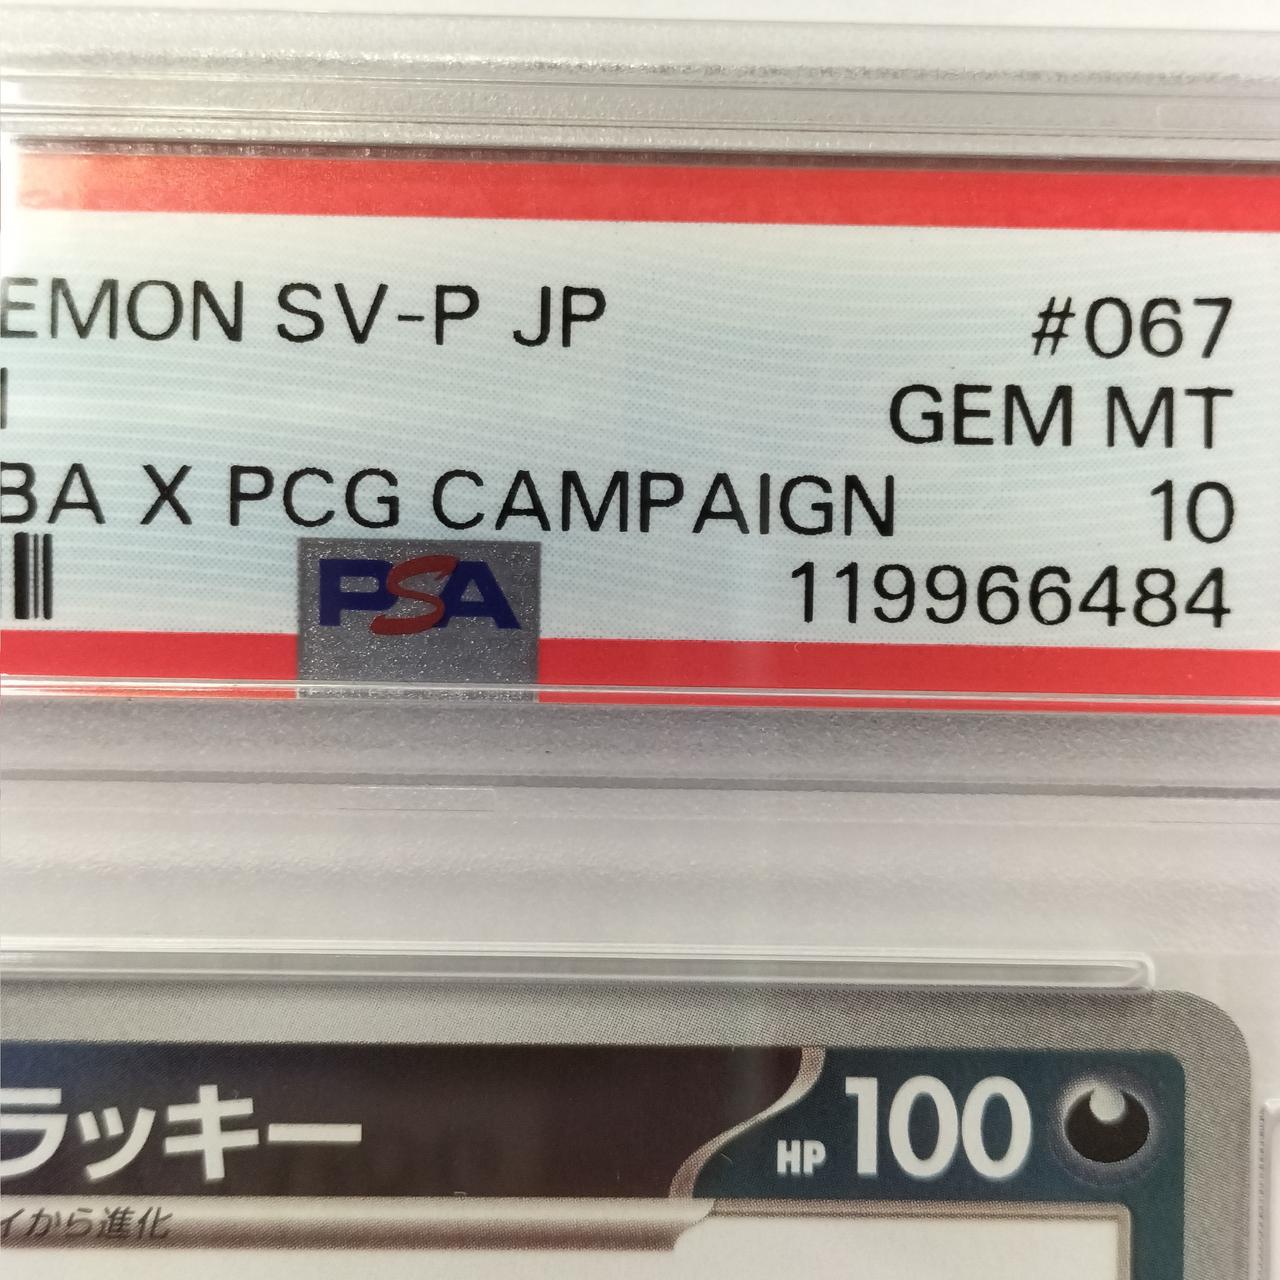 EMON SV-P JP #067
GEM MT
BA X PCG CAMPAIGN 10
PSA 119966484
ラッキー HP 100
ィから進化